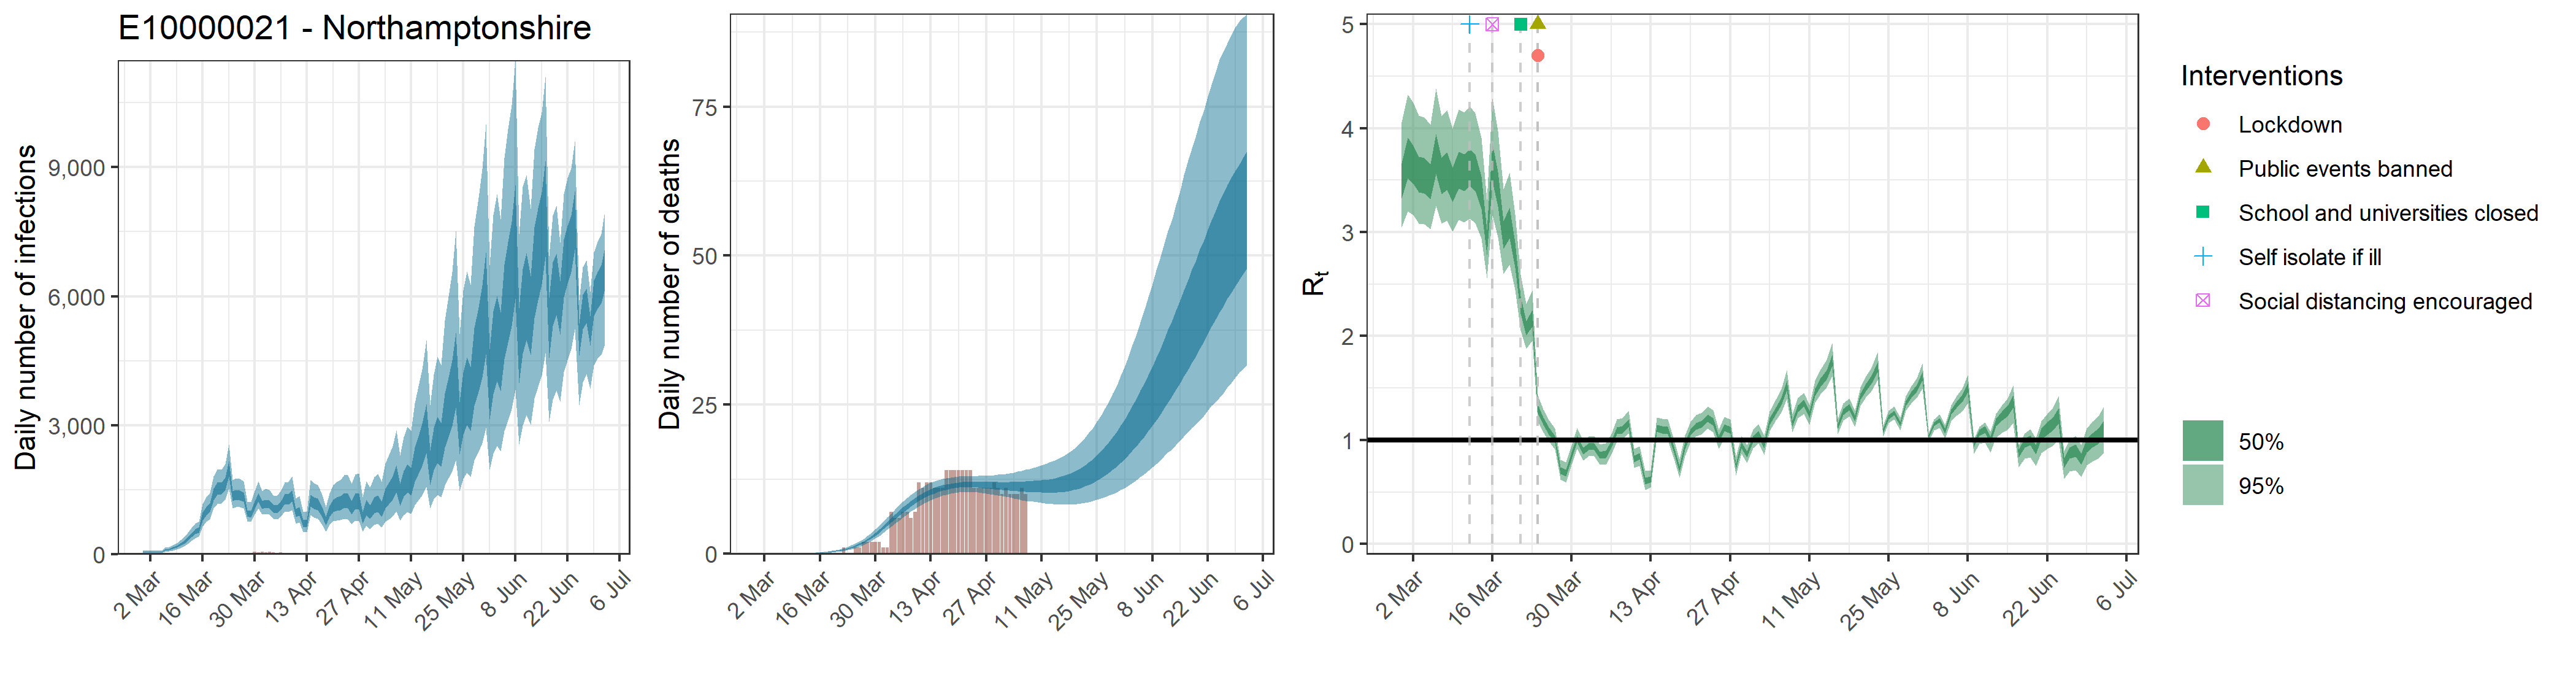 E10000021 - Northamptonshire
Daily number of infections
9,000
6,000
3,000
0
2 Mar
16 Mar
30 Mar
13 Apr
27 Apr
11 May
25 May
8 Jun
22 Jun
6 Jul
Daily number of deaths
75
50
25
0
2 Mar
16 Mar
30 Mar
13 Apr
27 Apr
11 May
25 May
8 Jun
22 Jun
6 Jul
Rt
5
4
3
2
1
0
2 Mar
16 Mar
30 Mar
13 Apr
27 Apr
11 May
25 May
8 Jun
22 Jun
6 Jul
Interventions
Lockdown
Public events banned
School and universities closed
Self isolate if ill
Social distancing encouraged
50%
95%